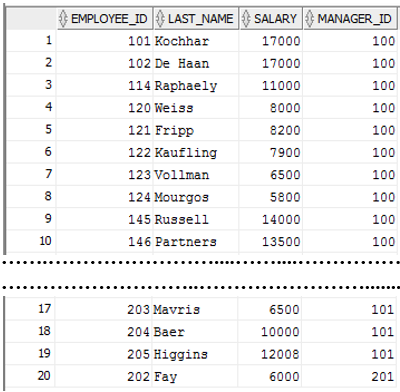 EMPLOYEE_ID LAST_NAME SALARY MANAGER_ID
1 101 Kochhar 17000 100
2 102 De Haan 17000 100
3 114 Raphaely 11000 100
4 120 Weiss 8000 100
5 121 Fripp 8200 100
6 122 Kaufling 7900 100
7 123 Vollman 6500 100
8 124 Mourgos 5800 100
9 145 Russell 14000 100
10 146 Partners 13500 100
17 203 Mavris 6500 101
18 204 Baer 10000 101
19 205 Higgins 12008 101
20 202 Fay 6000 201